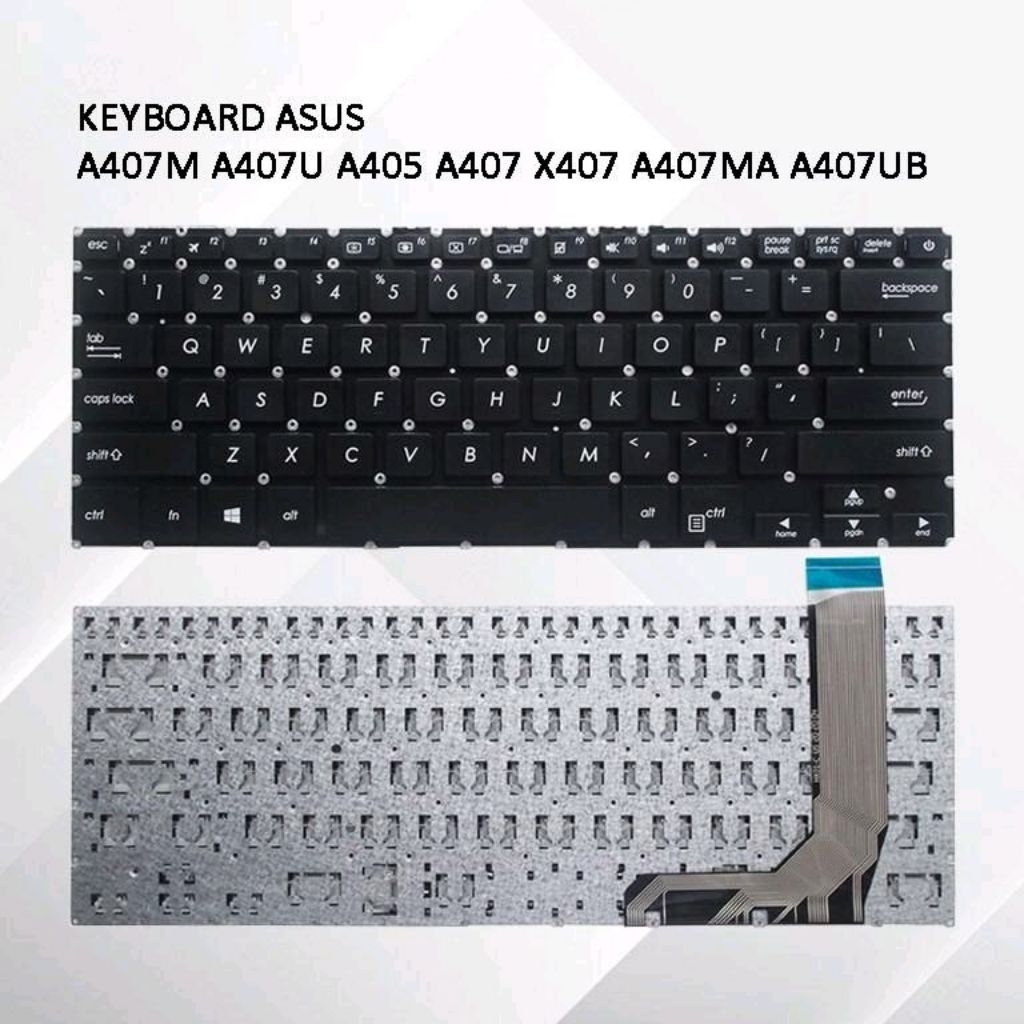 KEYBOARD ASUS
A407M A407U A405 A407 X407 A407MA A407UB
esc zz f1 f2 f3 f4 f5 f6 f7 f8 f9 f10 f11 f12 pause break prt sc sysrq delete insert
~ ` ! 1 @ 2 # 3 $ 4 % 5 ^ 6 & 7 * 8 ( 9 ) 0 — - + = backspace
tab Q W E R T Y U I O P { [ } ] | \
caps lock A S D F G H J K L : ; " ' enter
shift Z X C V B N M < , > . ? / shift
ctrl fn alt alt ctrl home pgup pgdn end